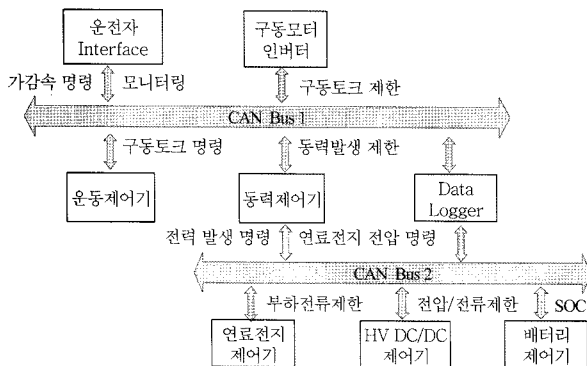 운전자
Interface
구동모터
인버터
가감속 명령
모니터링
구동토크 제한
CAN Bus 1
구동토크 명령
동력발생 제한
운동제어기
동력제어기
Data
Logger
전력 발생 명령
연료전지 전압 명령
CAN Bus 2
부하전류제한
전압/전류제한
SOC
연료전지
제어기
HV DC/DC
제어기
배터리
제어기